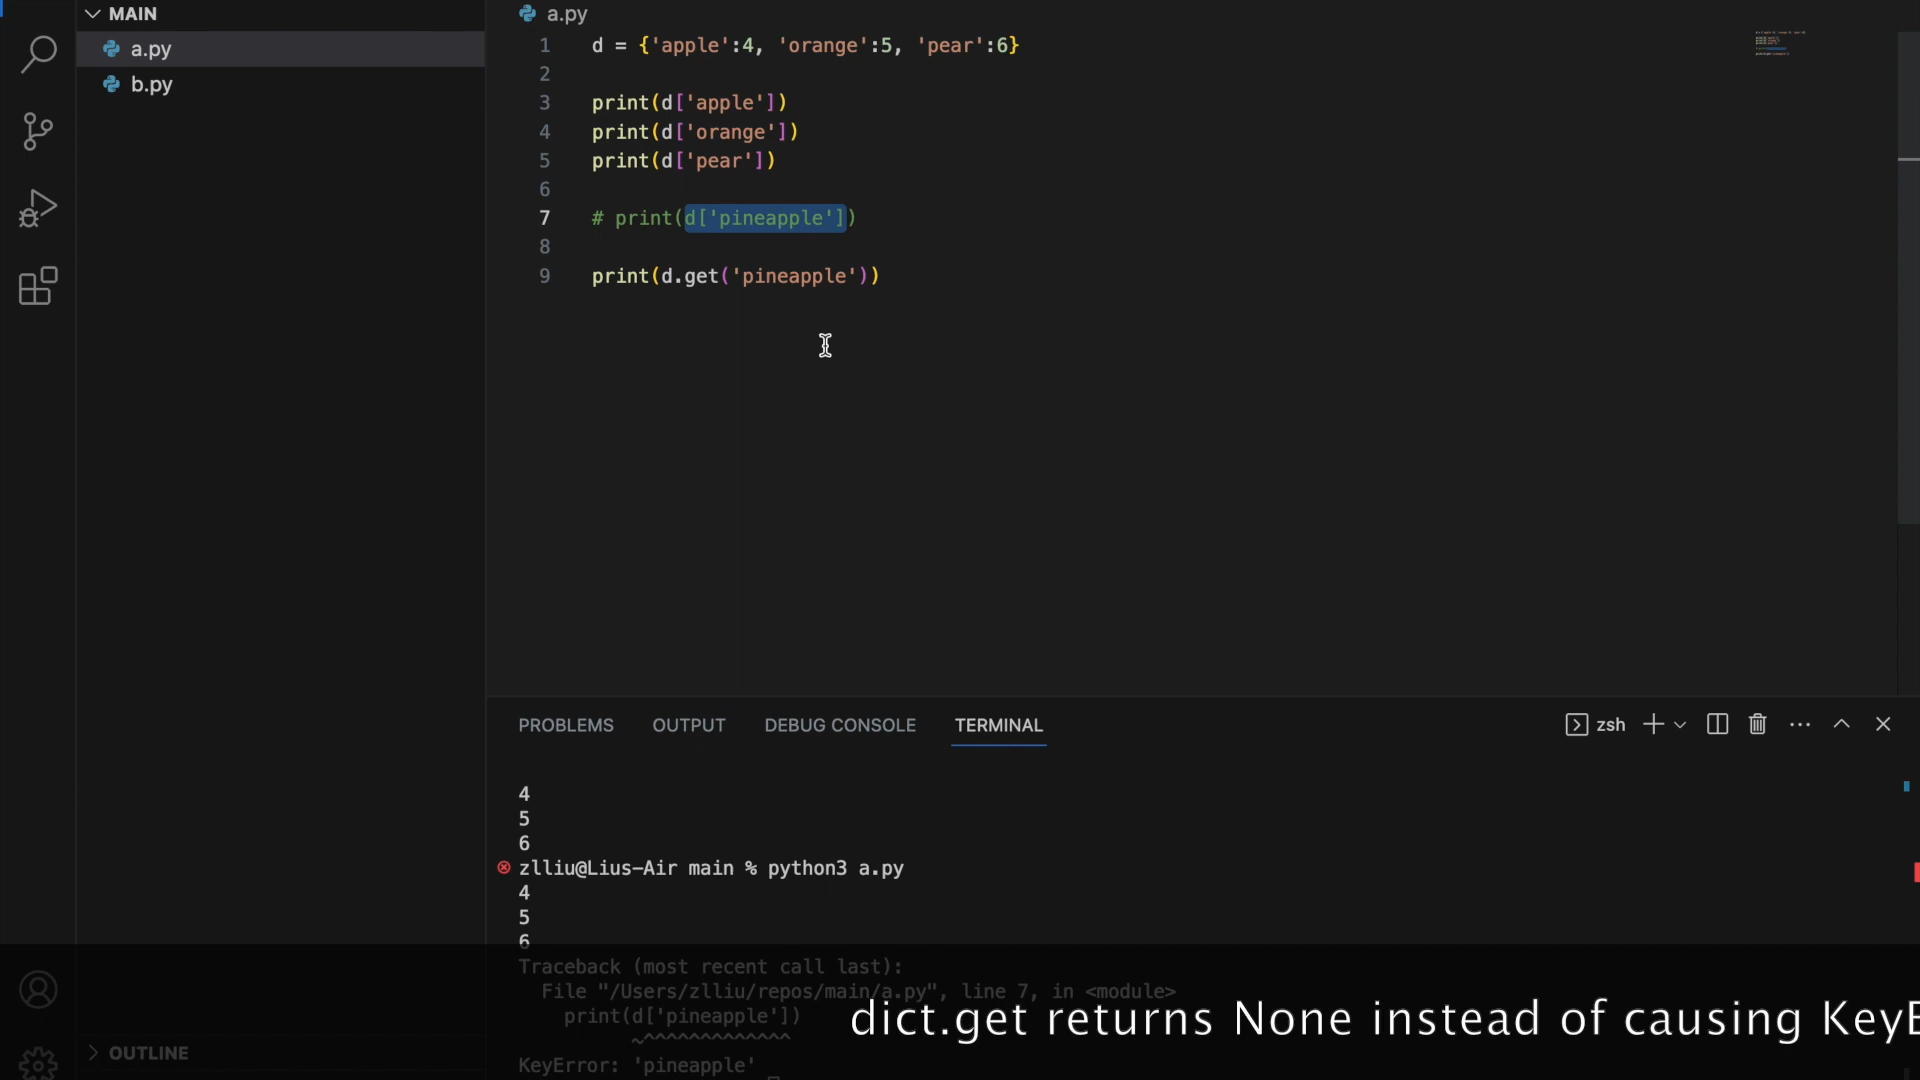 MAIN
a.py
b.py
OUTLINE
a.py
1 d = {'apple':4, 'orange':5, 'pear':6}
2
3 print(d['apple'])
4 print(d['orange'])
5 print(d['pear'])
6
7 # print(d['pineapple'])
8
9 print(d.get('pineapple'))
PROBLEMS OUTPUT DEBUG CONSOLE TERMINAL zsh
4
5
6
zlliu@Lius-Air main % python3 a.py
4
5
6
Traceback (most recent call last):
File "/Users/zlliu/repos/main/a.py", line 7, in <module>
print(d['pineapple'])
~^^^^^^^^^^^^^
KeyError: 'pineapple'
dict.get returns None instead of causing KeyE